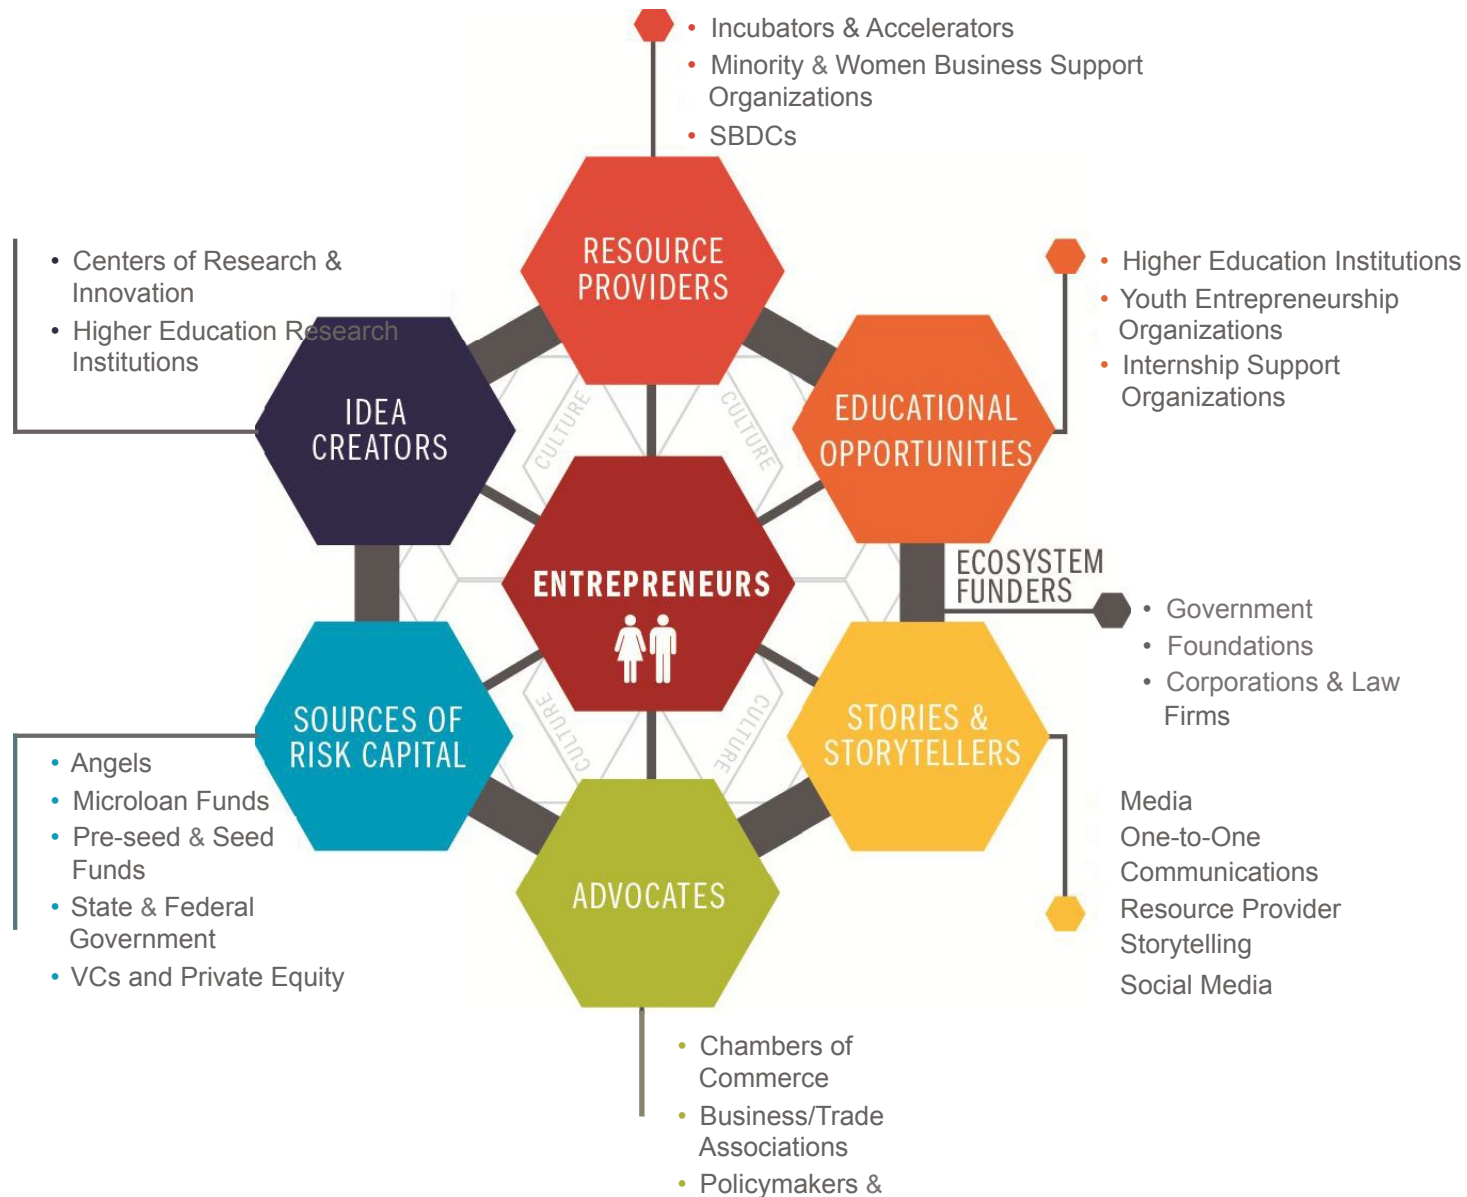 • Incubators & Accelerators
• Minority & Women Business Support
Organizations
• SBDCs
RESOURCE
PROVIDERS
• Centers of Research &
Innovation
• Higher Education Research
Institutions
IDEA
CREATORS
• Higher Education Institutions
• Youth Entrepreneurship
Organizations
• Internship Support
Organizations
EDUCATIONAL
OPPORTUNITIES
CULTURE
CULTURE
ENTREPRENEURS
ECOSYSTEM
FUNDERS
• Government
• Foundations
• Corporations & Law
Firms
CULTURE
CULTURE
SOURCES OF
RISK CAPITAL
• Angels
• Microloan Funds
• Pre-seed & Seed
Funds
• State & Federal
Government
• VCs and Private Equity
STORIES &
STORYTELLERS
Media
One-to-One
Communications
Resource Provider
Storytelling
Social Media
ADVOCATES
• Chambers of
Commerce
• Business/Trade
Associations
• Policymakers &